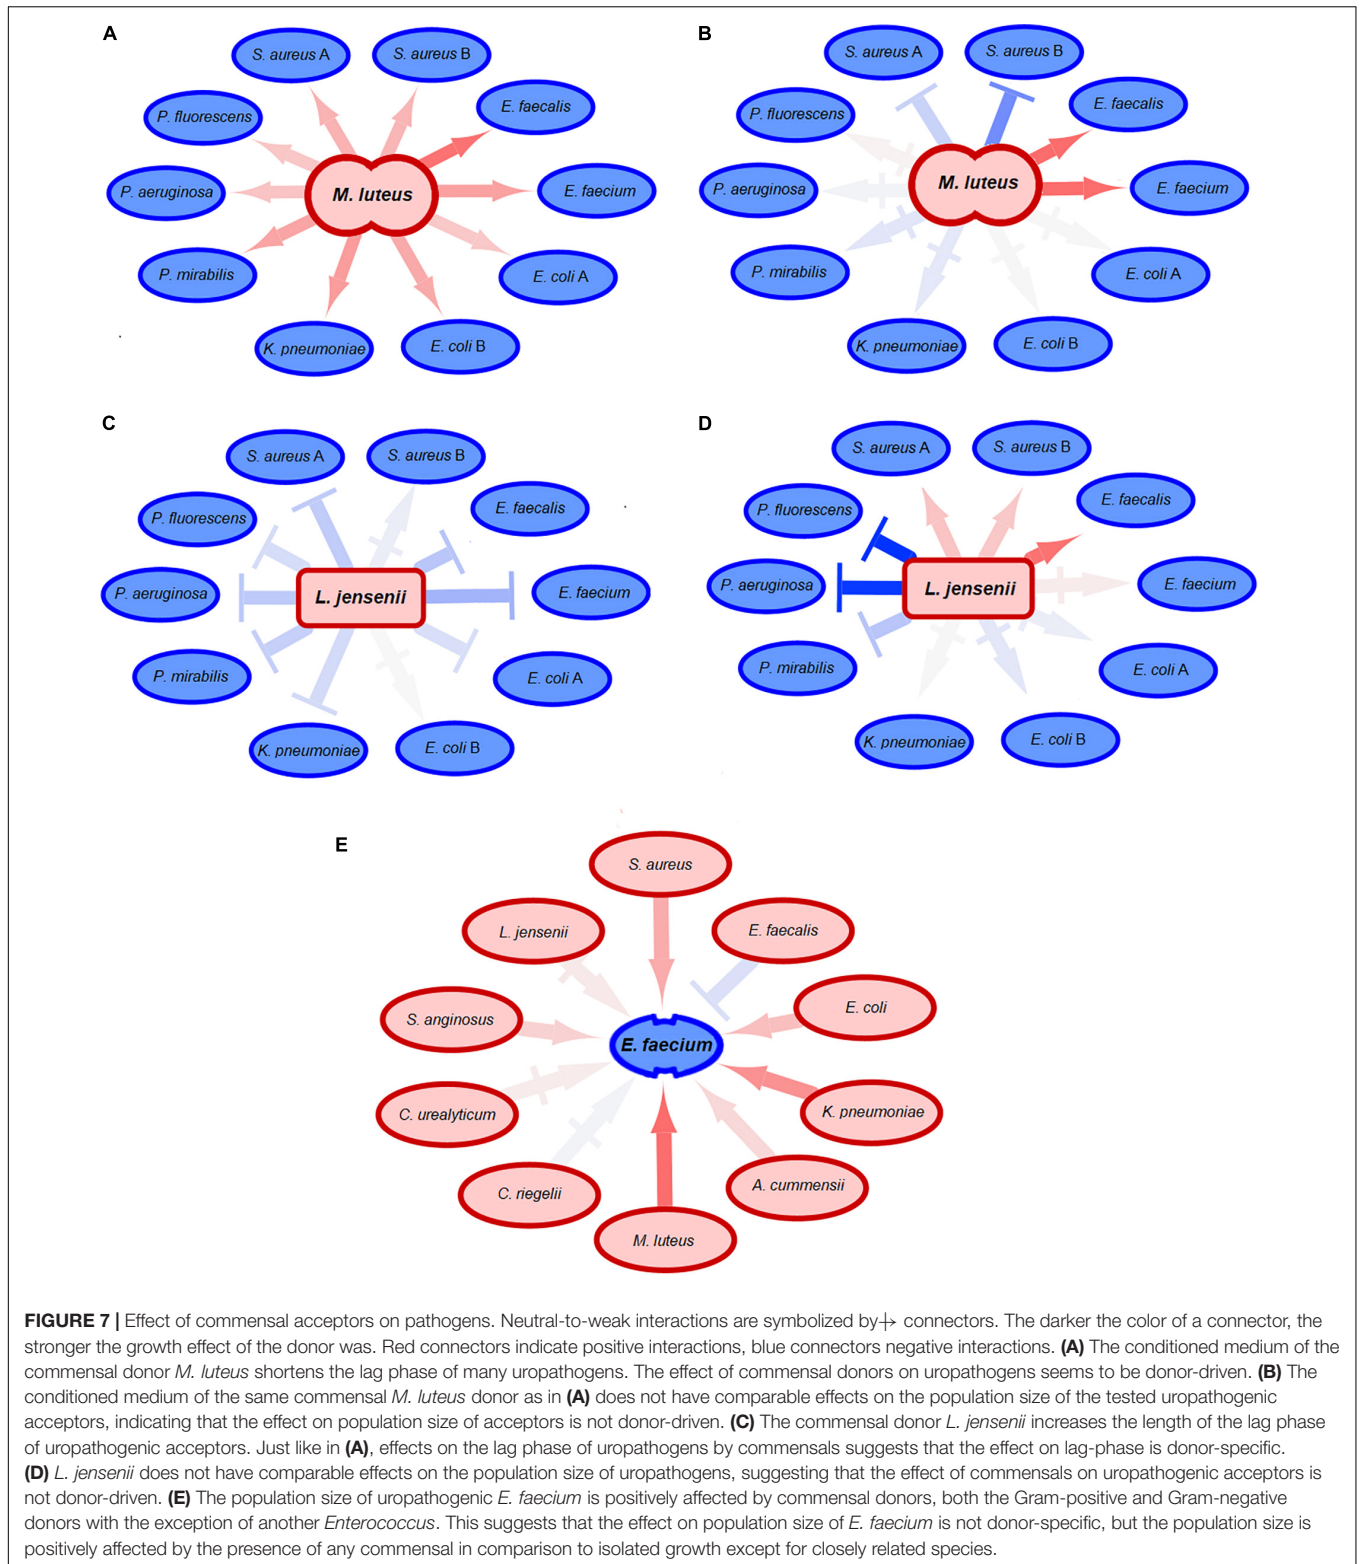 A
S. aureus A
S. aureus B
P. fluorescens
E. faecalis
P. aeruginosa
M. luteus
E. faecium
P. mirabilis
E. coli A
K. pneumoniae
E. coli B
B
S. aureus A
S. aureus B
P. fluorescens
E. faecalis
P. aeruginosa
M. luteus
E. faecium
P. mirabilis
E. coli A
K. pneumoniae
E. coli B
C
S. aureus A
S. aureus B
P. fluorescens
E. faecalis
P. aeruginosa
L. jensenii
E. faecium
P. mirabilis
E. coli A
K. pneumoniae
E. coli B
D
S. aureus A
S. aureus B
P. fluorescens
E. faecalis
P. aeruginosa
L. jensenii
E. faecium
P. mirabilis
E. coli A
K. pneumoniae
E. coli B
E
S. aureus
L. jensenii
E. faecalis
S. anginosus
E. coli
E. faecium
C. urealyticum
K. pneumoniae
C. riegelii
A. cummensii
M. luteus
FIGURE 7 | Effect of commensal acceptors on pathogens. Neutral-to-weak interactions are symbolized by ⇸ connectors. The darker the color of a connector, the
stronger the growth effect of the donor was. Red connectors indicate positive interactions, blue connectors negative interactions. (A) The conditioned medium of the
commensal donor M. luteus shortens the lag phase of many uropathogens. The effect of commensal donors on uropathogens seems to be donor-driven. (B) The
conditioned medium of the same commensal M. luteus donor as in (A) does not have comparable effects on the population size of the tested uropathogenic
acceptors, indicating that the effect on population size of acceptors is not donor-driven. (C) The commensal donor L. jensenii increases the length of the lag phase
of uropathogenic acceptors. Just like in (A), effects on the lag phase of uropathogens by commensals suggests that the effect on lag-phase is donor-specific.
(D) L. jensenii does not have comparable effects on the population size of uropathogens, suggesting that the effect of commensals on uropathogenic acceptors is
not donor-driven. (E) The population size of uropathogenic E. faecium is positively affected by commensal donors, both the Gram-positive and Gram-negative
donors with the exception of another Enterococcus. This suggests that the effect on population size of E. faecium is not donor-specific, but the population size is
positively affected by the presence of any commensal in comparison to isolated growth except for closely related species.